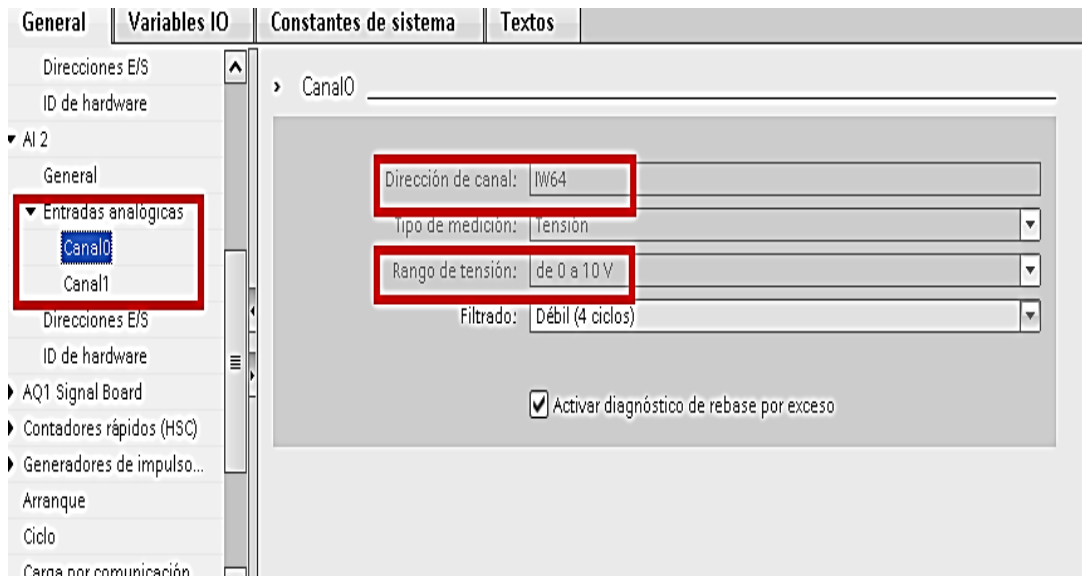 General Variables IO Constantes de sistema Textos
Direcciones E/S
ID de hardware
AI 2
General
Entradas analógicas
Canal0
Canal1
Direcciones E/S
ID de hardware
AQ1 Signal Board
Contadores rápidos (HSC)
Generadores de impulso...
Arranque
Ciclo
Carga por comunicación
Canal0
Dirección de canal: IW64
Tipo de medición: Tensión
Rango de tensión: de 0 a 10 V
Filtrado: Débil (4 ciclos)
Activar diagnóstico de rebase por exceso